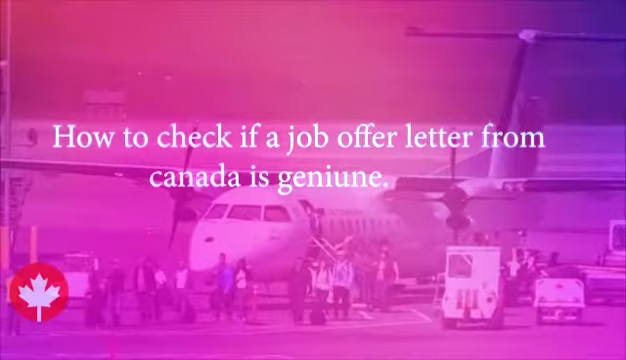 How to check if a job offer letter from
canada is geniune.